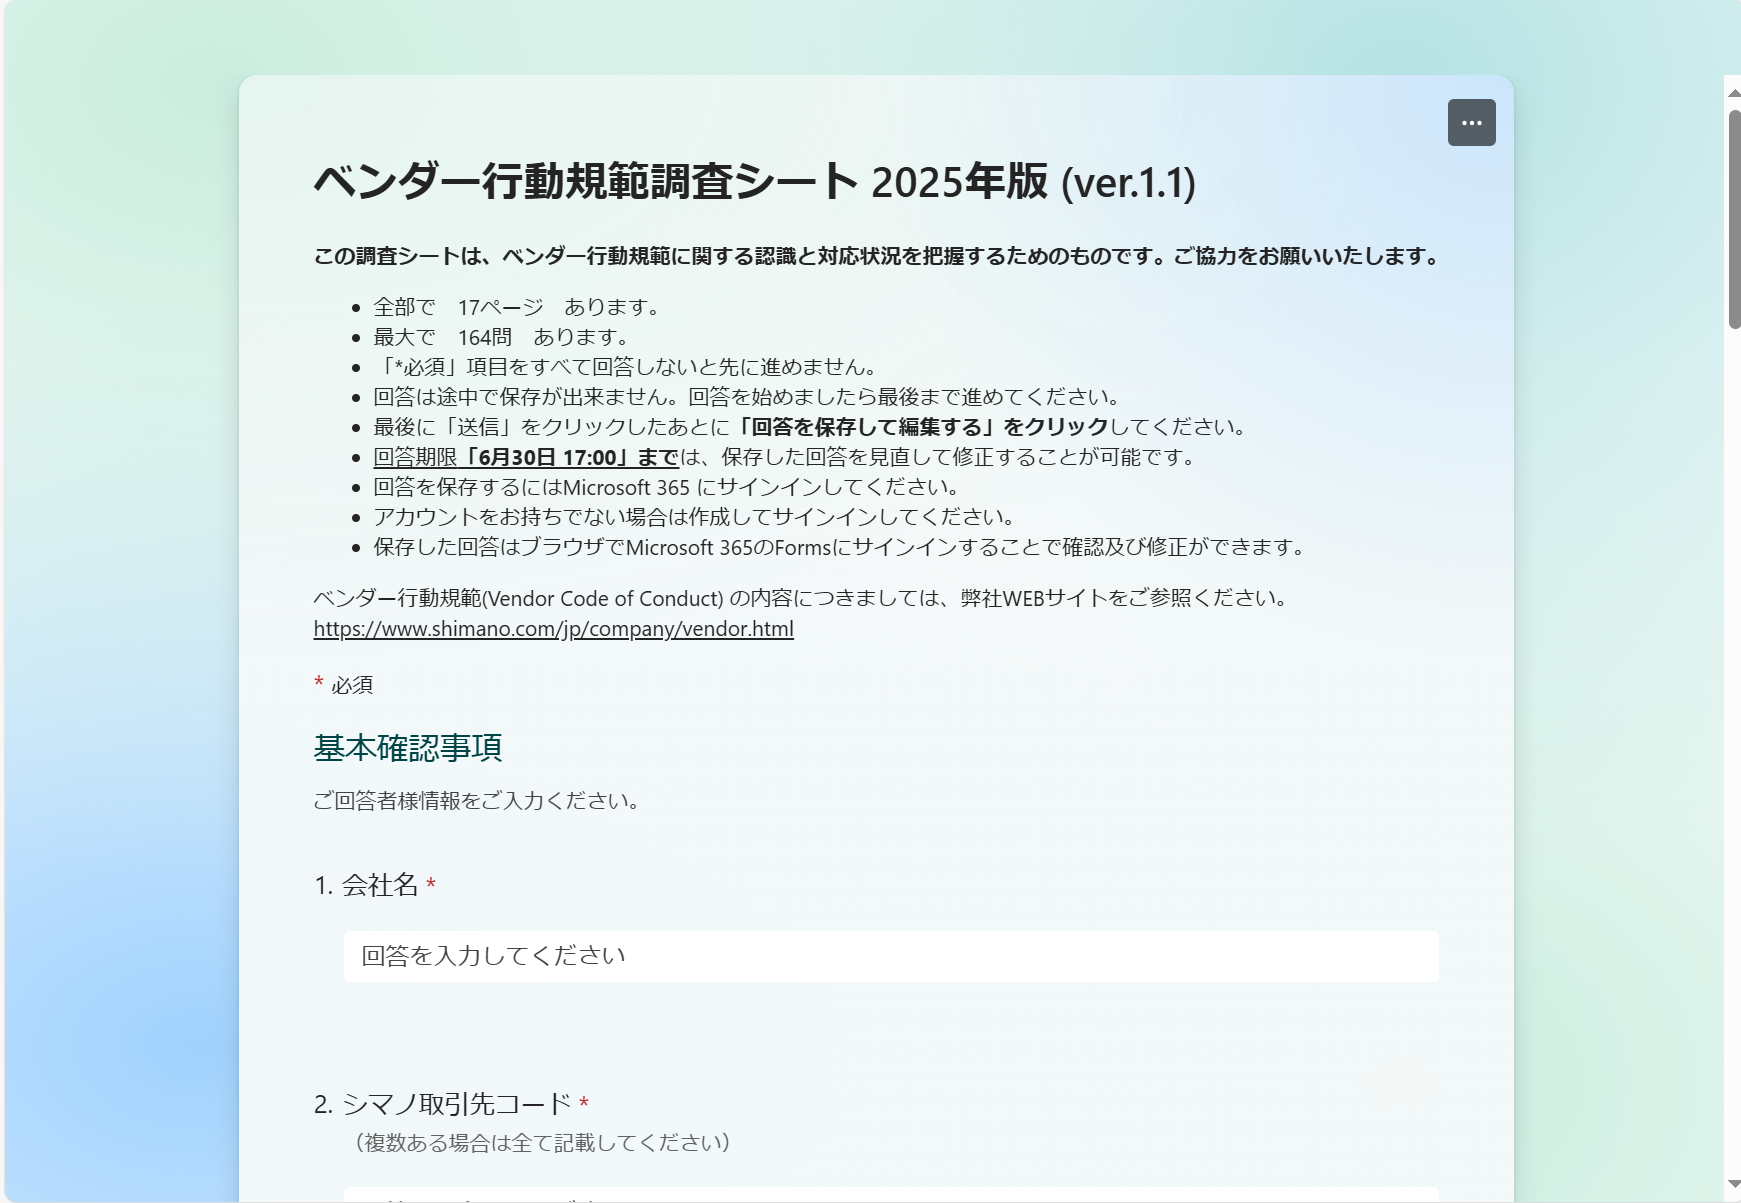 ベンダー行動規範調査シート 2025年版 (ver.1.1)
この調査シートは、ベンダー行動規範に関する認識と対応状況を把握するためのものです。ご協力をお願いいたします。
• 全部で　17ページ　あります。
• 最大で　164問　あります。
• 「*必須」項目をすべて回答しないと先に進めません。
• 回答は途中で保存が出来ません。回答を始めましたら最後まで進めてください。
• 最後に「送信」をクリックしたあとに「回答を保存して編集する」をクリックしてください。
• 回答期限「6月30日 17:00」までは、保存した回答を見直して修正することが可能です。
• 回答を保存するにはMicrosoft 365 にサインインしてください。
• アカウントをお持ちでない場合は作成してサインインしてください。
• 保存した回答はブラウザでMicrosoft 365のFormsにサインインすることで確認及び修正ができます。
ベンダー行動規範(Vendor Code of Conduct) の内容につきましては、弊社WEBサイトをご参照ください。
https://www.shimano.com/jp/company/vendor.html
* 必須
基本確認事項
ご回答者様情報をご入力ください。
1. 会社名 *
回答を入力してください
2. シマノ取引先コード *
（複数ある場合は全て記載してください）